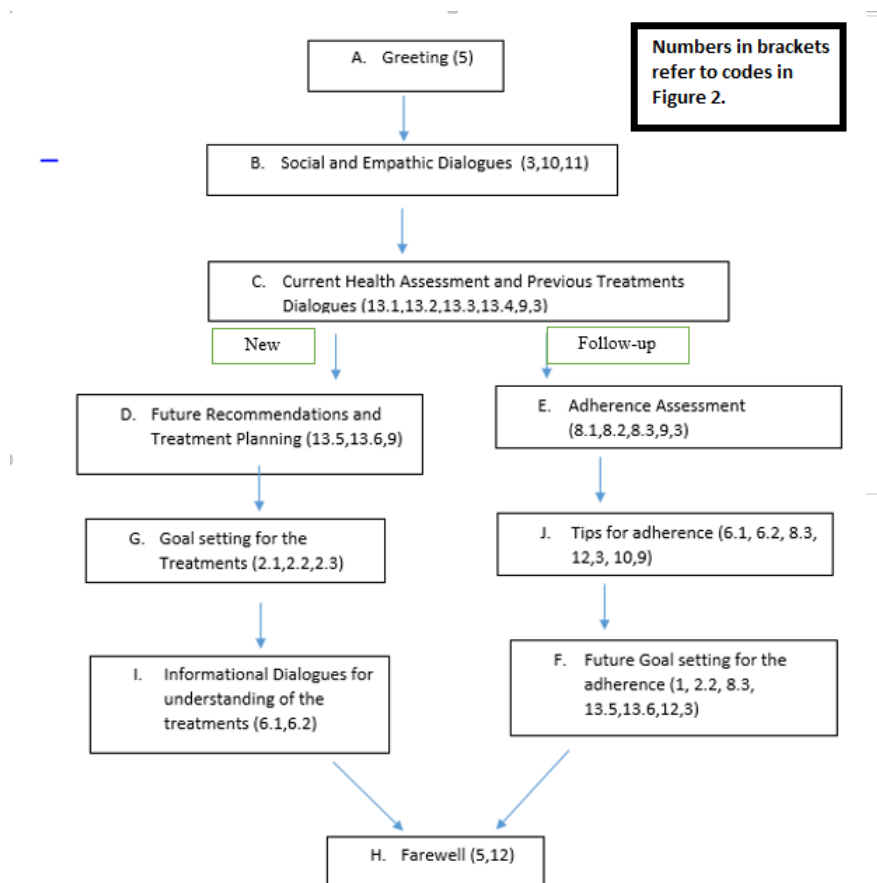 Numbers in brackets
refer to codes in
Figure 2.
A. Greeting (5)
B. Social and Empathic Dialogues (3,10,11)
C. Current Health Assessment and Previous Treatments
Dialogues (13.1,13.2,13.3,13.4,9,3)
New
Follow-up
D. Future Recommendations and
Treatment Planning (13.5,13.6,9)
E. Adherence Assessment
(8.1,8.2,8.3,9,3)
G. Goal setting for the
Treatments (2.1,2.2,2.3)
J. Tips for adherence (6.1, 6.2, 8.3,
12,3, 10,9)
I. Informational Dialogues for
understanding of the
treatments (6.1,6.2)
F. Future Goal setting for the
adherence (1, 2.2, 8.3,
13.5,13.6,12,3)
H. Farewell (5,12)